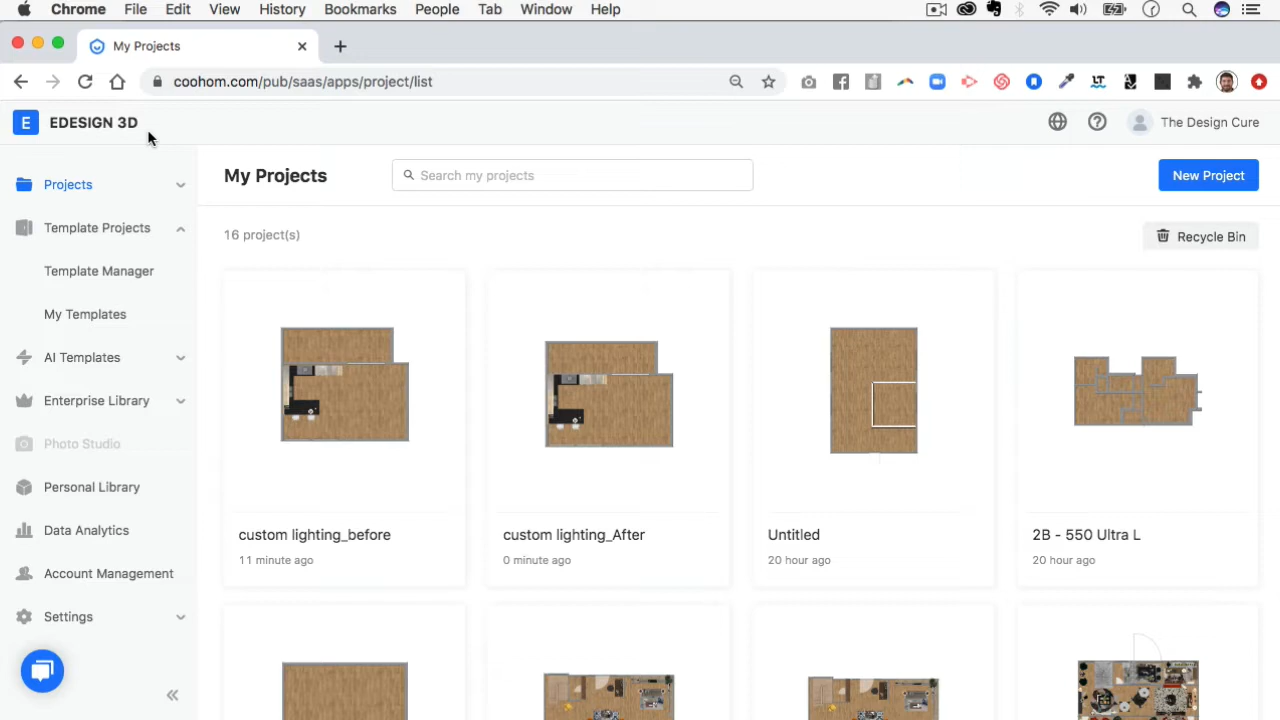 Chrome File Edit View History Bookmarks People Tab Window Help
My Projects
coohom.com/pub/saas/apps/project/list
LT
E EDESIGN 3D
The Design Cure
Projects
Template Projects
Template Manager
My Templates
AI Templates
Enterprise Library
Photo Studio
Personal Library
Data Analytics
Account Management
Settings
My Projects
Search my projects
New Project
16 project(s)
Recycle Bin
custom lighting_before
11 minute ago
custom lighting_After
0 minute ago
Untitled
20 hour ago
2B - 550 Ultra L
20 hour ago